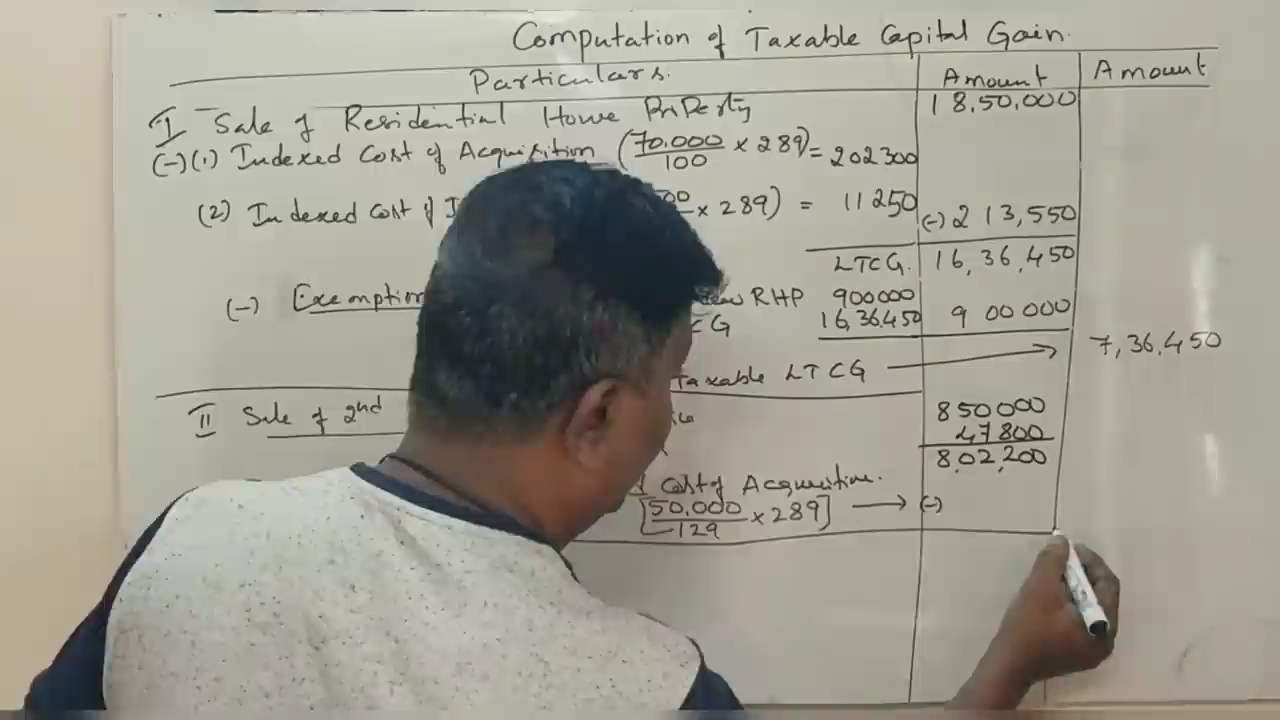 Computation of Taxable Capital Gain.
Particulars. Amount Amount
I Sale of Residential House Property 18,50,000
(-)(1) Indexed Cost of Acquisition (70,000/100 × 289) = 202300
(2) Indexed Cost of × 289) = 11250 (-) 213,550
LTCG. 16,36,450
(-) Exemption RHP 900000
16,36,450 9 00 000
Taxable LTCG → 7,36,450
II Sale of 2nd 850000
47800
8,02,200
Cost of Acquisition.
[50,000/129 × 289] → (-)